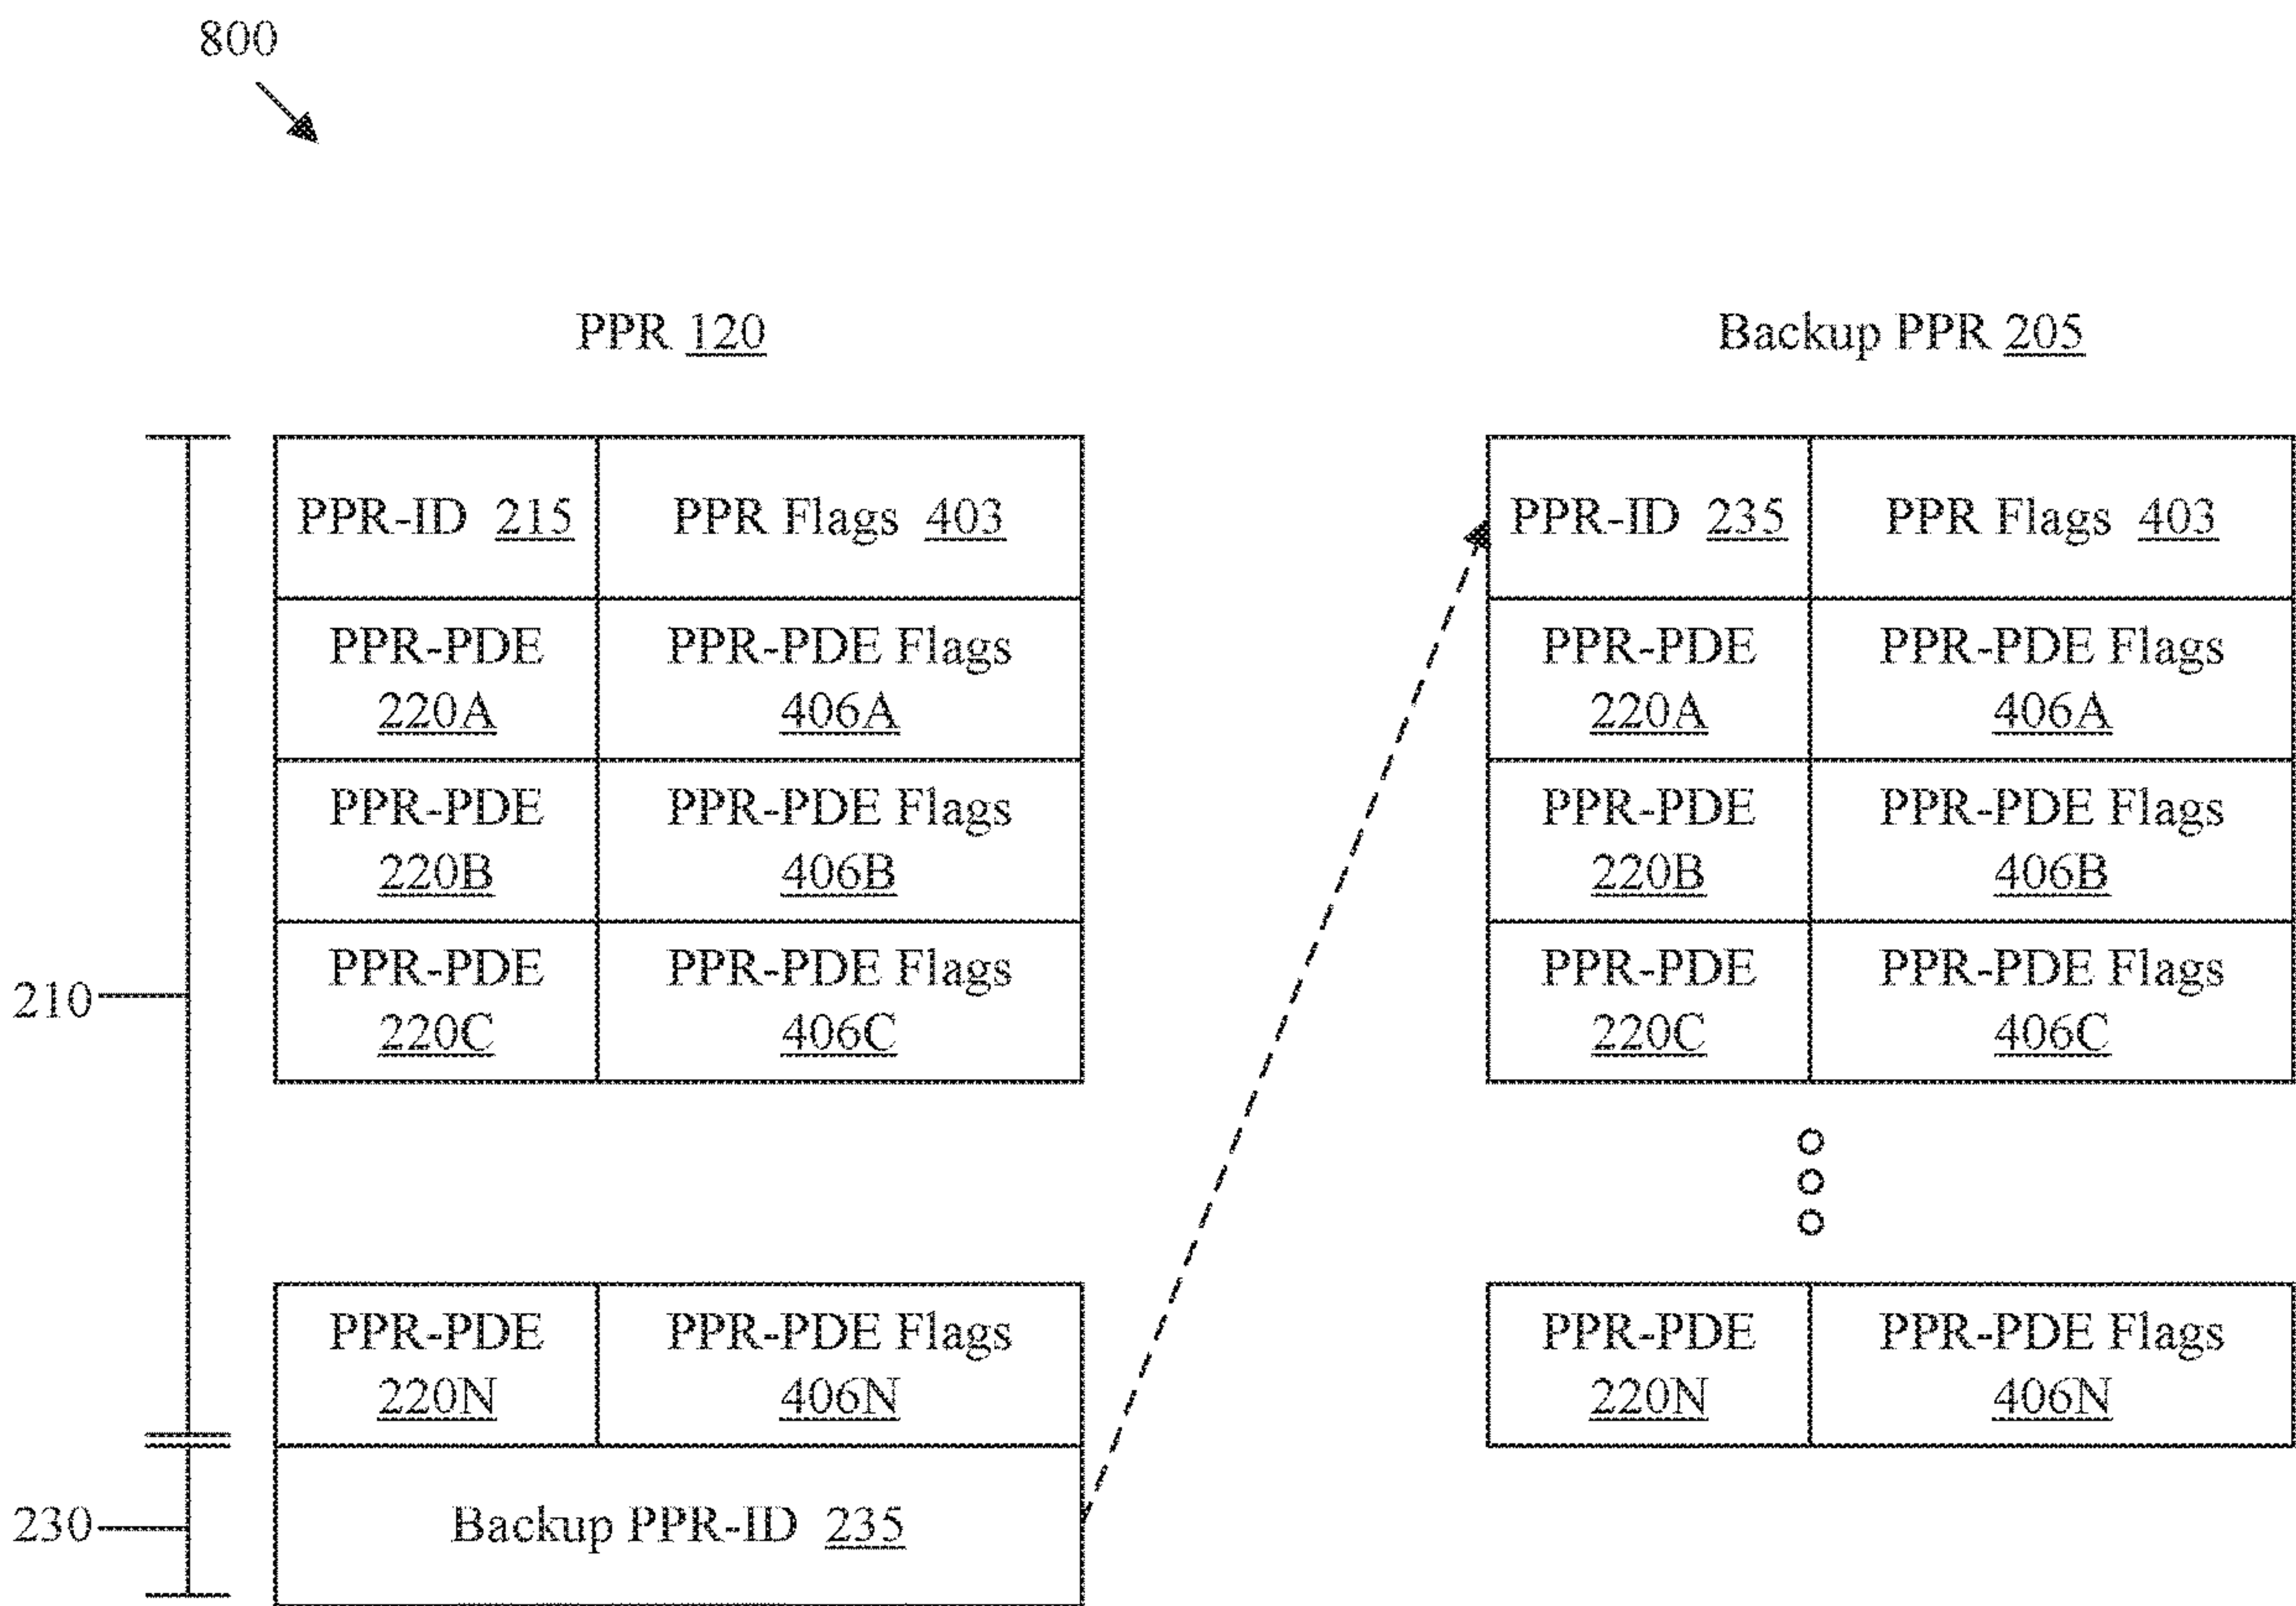 800
PPR 120
Backup PPR 205
PPR-ID 215
PPR Flags 403
PPR-PDE
220A
PPR-PDE Flags
406A
PPR-PDE
220B
PPR-PDE Flags
406B
210
PPR-PDE
220C
PPR-PDE Flags
406C
PPR-PDE
220N
PPR-PDE Flags
406N
230
Backup PPR-ID 235
PPR-ID 235
PPR Flags 403
PPR-PDE
220A
PPR-PDE Flags
406A
PPR-PDE
220B
PPR-PDE Flags
406B
PPR-PDE
220C
PPR-PDE Flags
406C
PPR-PDE
220N
PPR-PDE Flags
406N